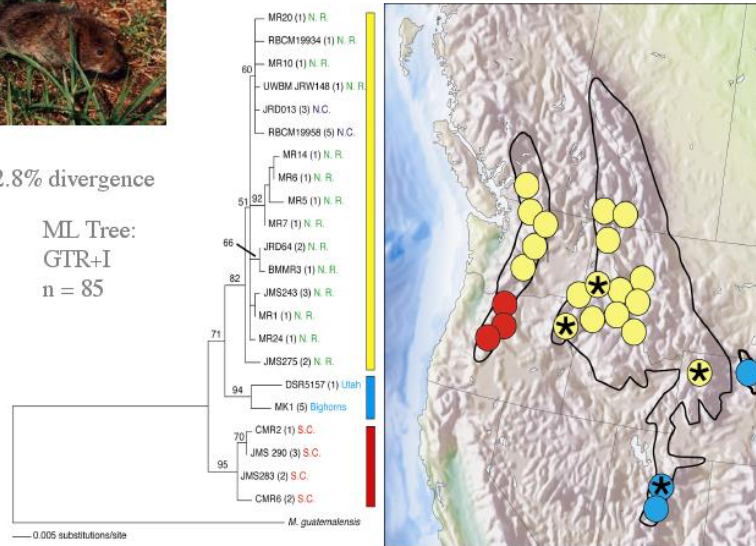 2.8% divergence
ML Tree:
GTR+I
n = 85
MR20 (1) N. R.
RBCM19934 (1) N. R.
MR10 (1) N. R.
60
UWBM JRW148 (1) N. R.
JRD013 (3) N.C.
RBCM19958 (5) N.C.
MR14 (1) N. R.
MR6 (1) N. R.
51
92
MR5 (1) N. R.
MR7 (1) N. R.
66
JRD64 (2) N. R.
BMMR3 (1) N. R.
82
JMS243 (3) N. R.
MR1 (1) N. R.
71
MR24 (1) N. R.
JMS275 (2) N. R.
94
DSR5157 (1) Utah
MK1 (5) Bighorns
CMR2 (1) S.C.
70
JMS 290 (3) S.C.
95
JMS283 (2) S.C.
CMR6 (2) S.C.
M. guatemalensis
0.005 substitutions/site
* 
*
*
*